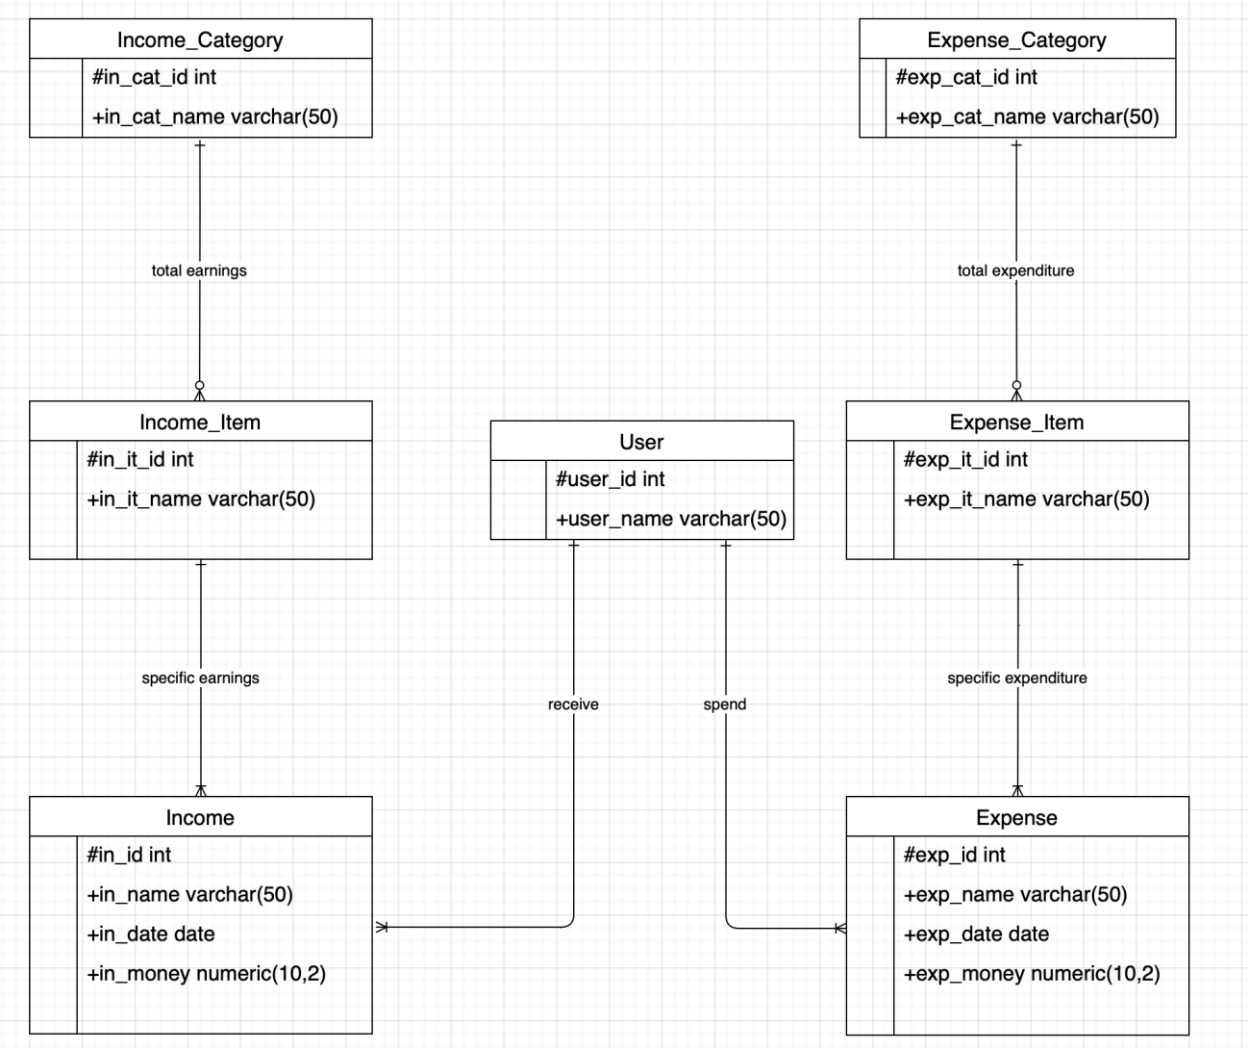 Income_Category
#in_cat_id int
+in_cat_name varchar(50)
Expense_Category
#exp_cat_id int
+exp_cat_name varchar(50)
total earnings
total expenditure
Income_Item
#in_it_id int
+in_it_name varchar(50)
User
#user_id int
+user_name varchar(50)
Expense_Item
#exp_it_id int
+exp_it_name varchar(50)
specific earnings
receive
spend
specific expenditure
Income
#in_id int
+in_name varchar(50)
+in_date date
+in_money numeric(10,2)
Expense
#exp_id int
+exp_name varchar(50)
+exp_date date
+exp_money numeric(10,2)